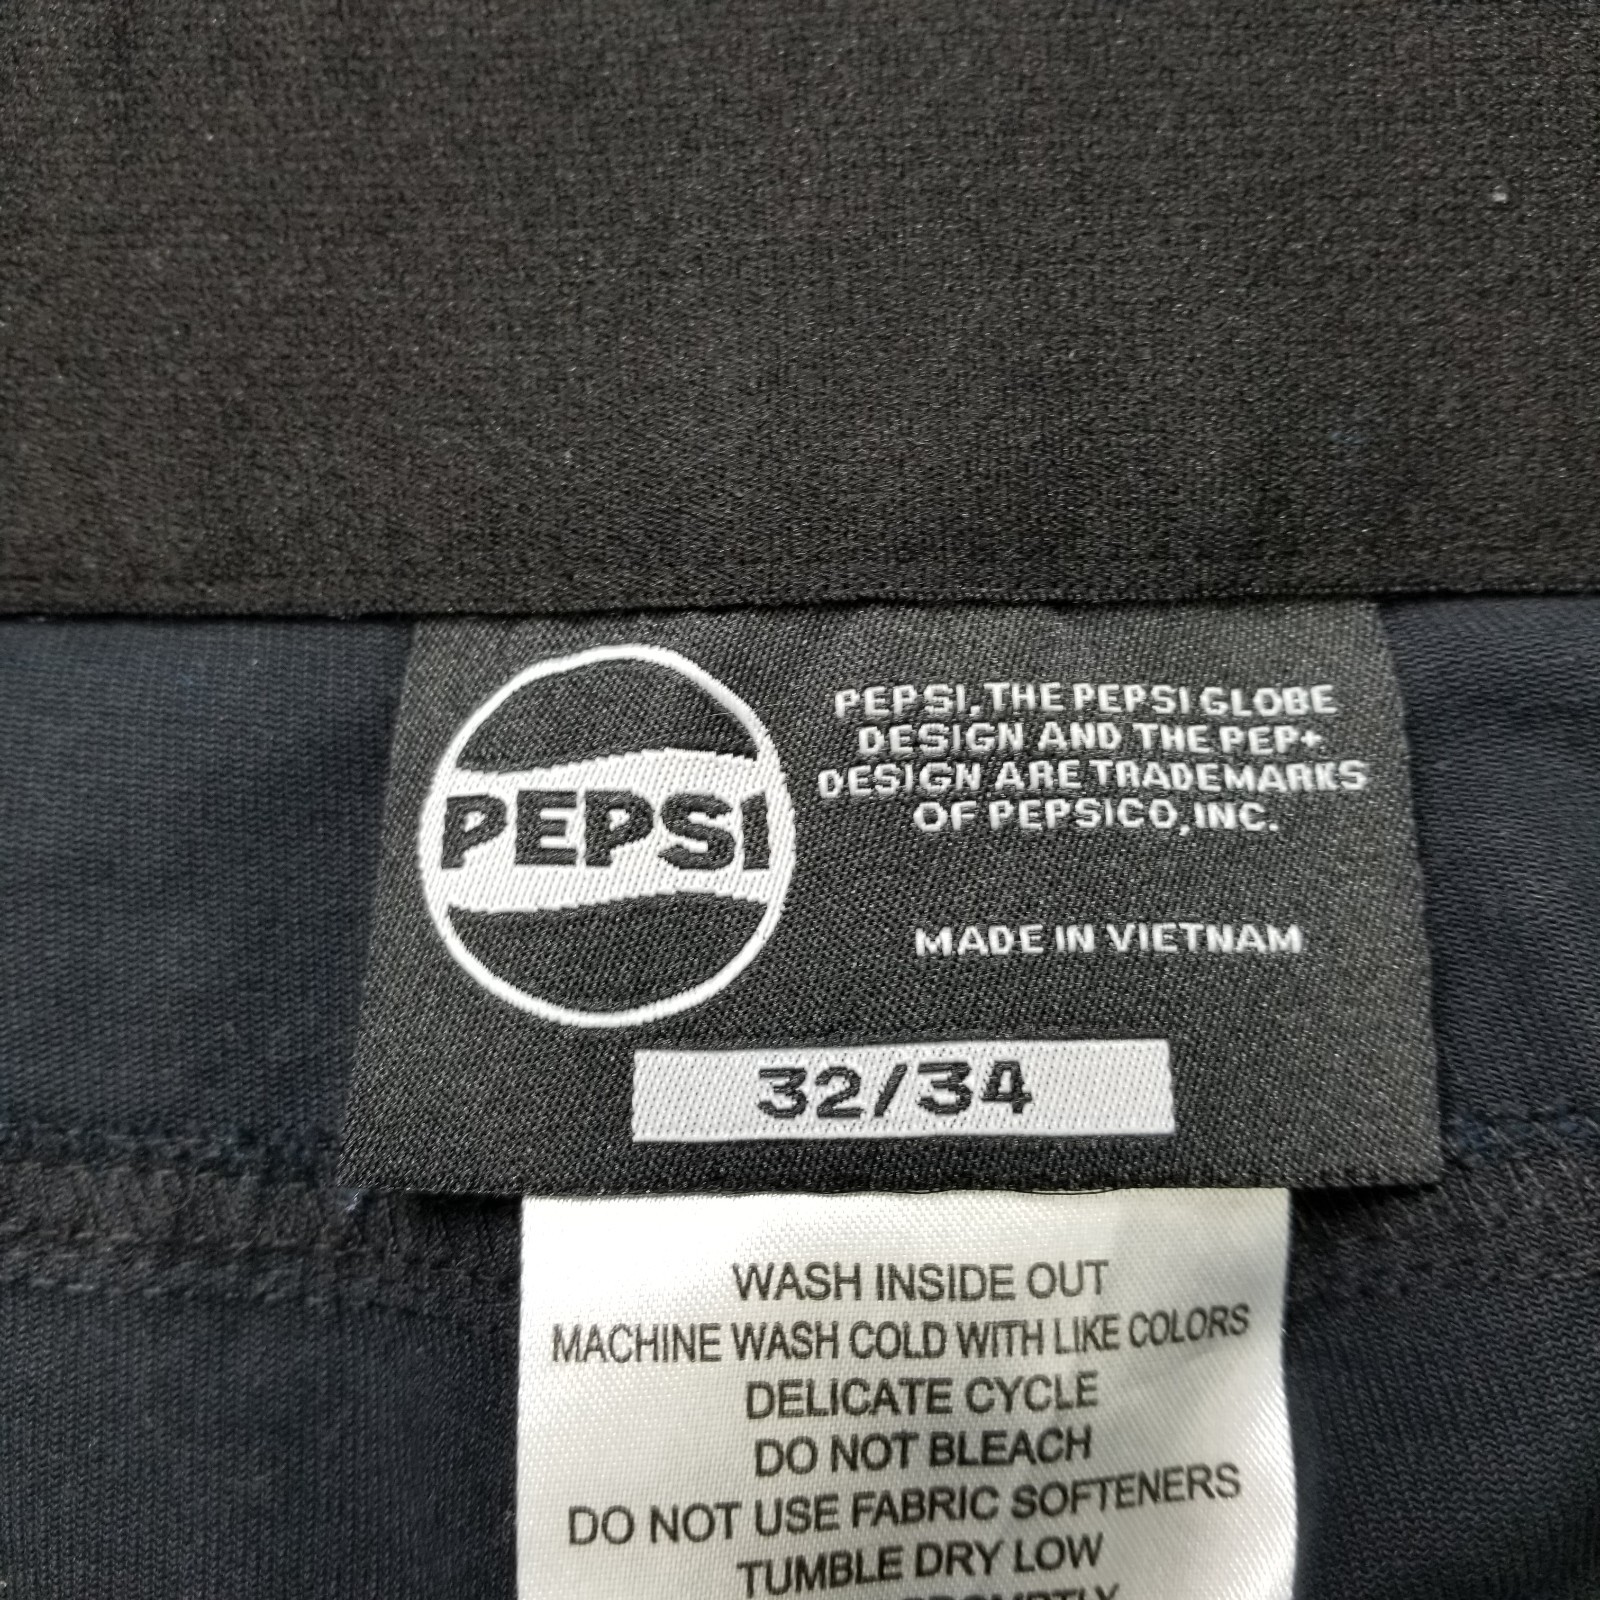 PEPSI
PEPSI, THE PEPSI GLOBE
DESIGN AND THE PEP+
DESIGN ARE TRADEMARKS
OF PEPSICO, INC.
MADE IN VIETNAM
32/34
WASH INSIDE OUT
MACHINE WASH COLD WITH LIKE COLORS
DELICATE CYCLE
DO NOT BLEACH
DO NOT USE FABRIC SOFTENERS
TUMBLE DRY LOW
PROMPTLY